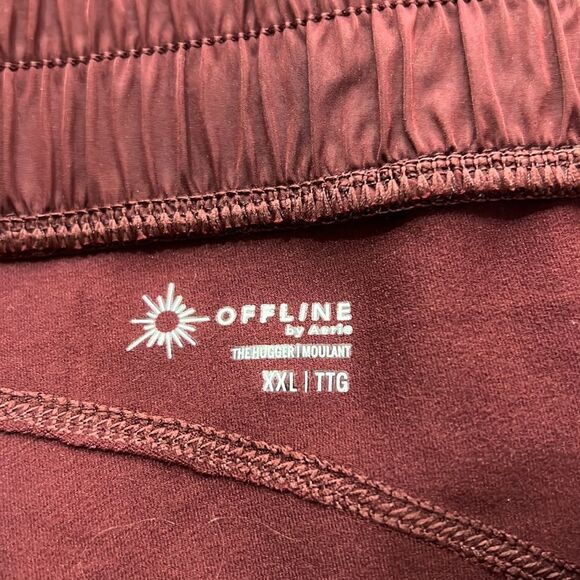 OFFLINE
by Aerie
THE HUGGER | MOULANT
XXL | TTG